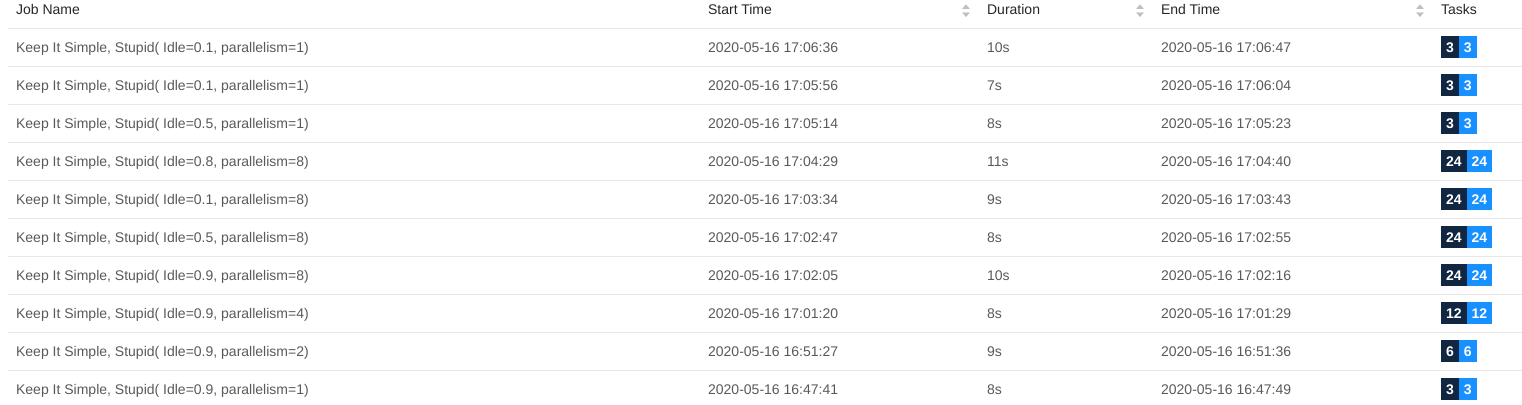 Job Name Start Time Duration End Time Tasks
Keep It Simple, Stupid( Idle=0.1, parallelism=1) 2020-05-16 17:06:36 10s 2020-05-16 17:06:47 3 3
Keep It Simple, Stupid( Idle=0.1, parallelism=1) 2020-05-16 17:05:56 7s 2020-05-16 17:06:04 3 3
Keep It Simple, Stupid( Idle=0.5, parallelism=1) 2020-05-16 17:05:14 8s 2020-05-16 17:05:23 3 3
Keep It Simple, Stupid( Idle=0.8, parallelism=8) 2020-05-16 17:04:29 11s 2020-05-16 17:04:40 24 24
Keep It Simple, Stupid( Idle=0.1, parallelism=8) 2020-05-16 17:03:34 9s 2020-05-16 17:03:43 24 24
Keep It Simple, Stupid( Idle=0.5, parallelism=8) 2020-05-16 17:02:47 8s 2020-05-16 17:02:55 24 24
Keep It Simple, Stupid( Idle=0.9, parallelism=8) 2020-05-16 17:02:05 10s 2020-05-16 17:02:16 24 24
Keep It Simple, Stupid( Idle=0.9, parallelism=4) 2020-05-16 17:01:20 8s 2020-05-16 17:01:29 12 12
Keep It Simple, Stupid( Idle=0.9, parallelism=2) 2020-05-16 16:51:27 9s 2020-05-16 16:51:36 6 6
Keep It Simple, Stupid( Idle=0.9, parallelism=1) 2020-05-16 16:47:41 8s 2020-05-16 16:47:49 3 3